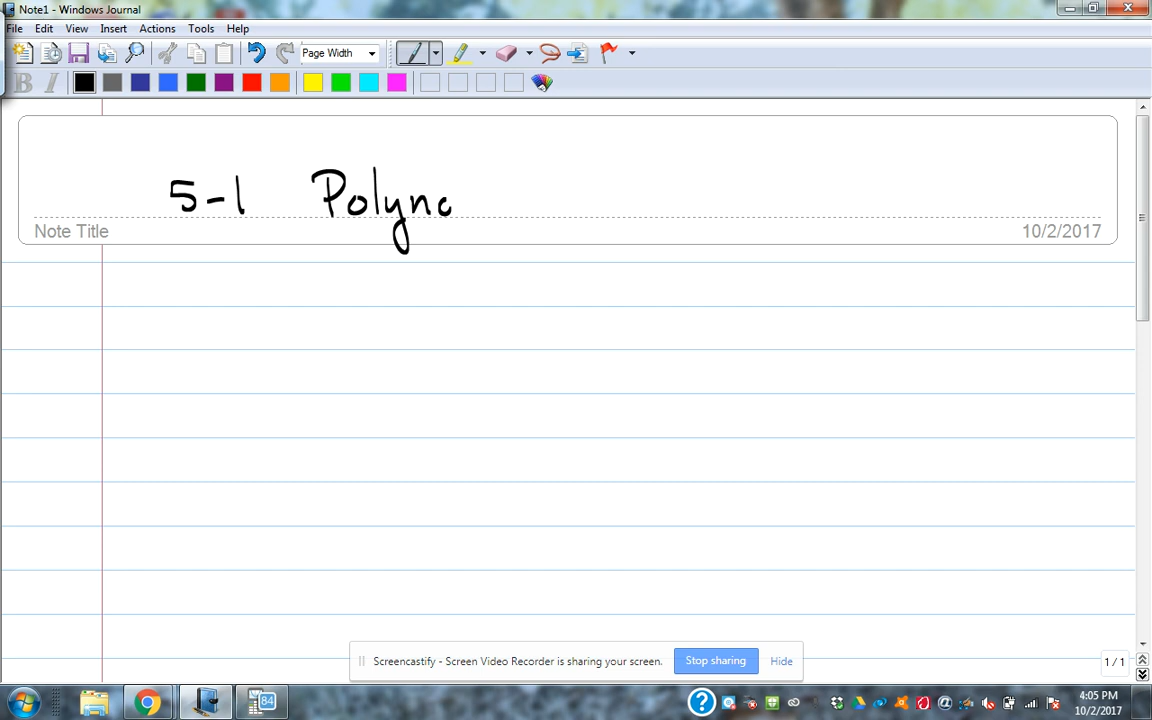 Note1 - Windows Journal
File Edit View Insert Actions Tools Help
Page Width
B I
5-1 Polyno
Note Title 10/2/2017
Screencastify - Screen Video Recorder is sharing your screen. Stop sharing Hide
1 / 1
84
4:05 PM
10/2/2017